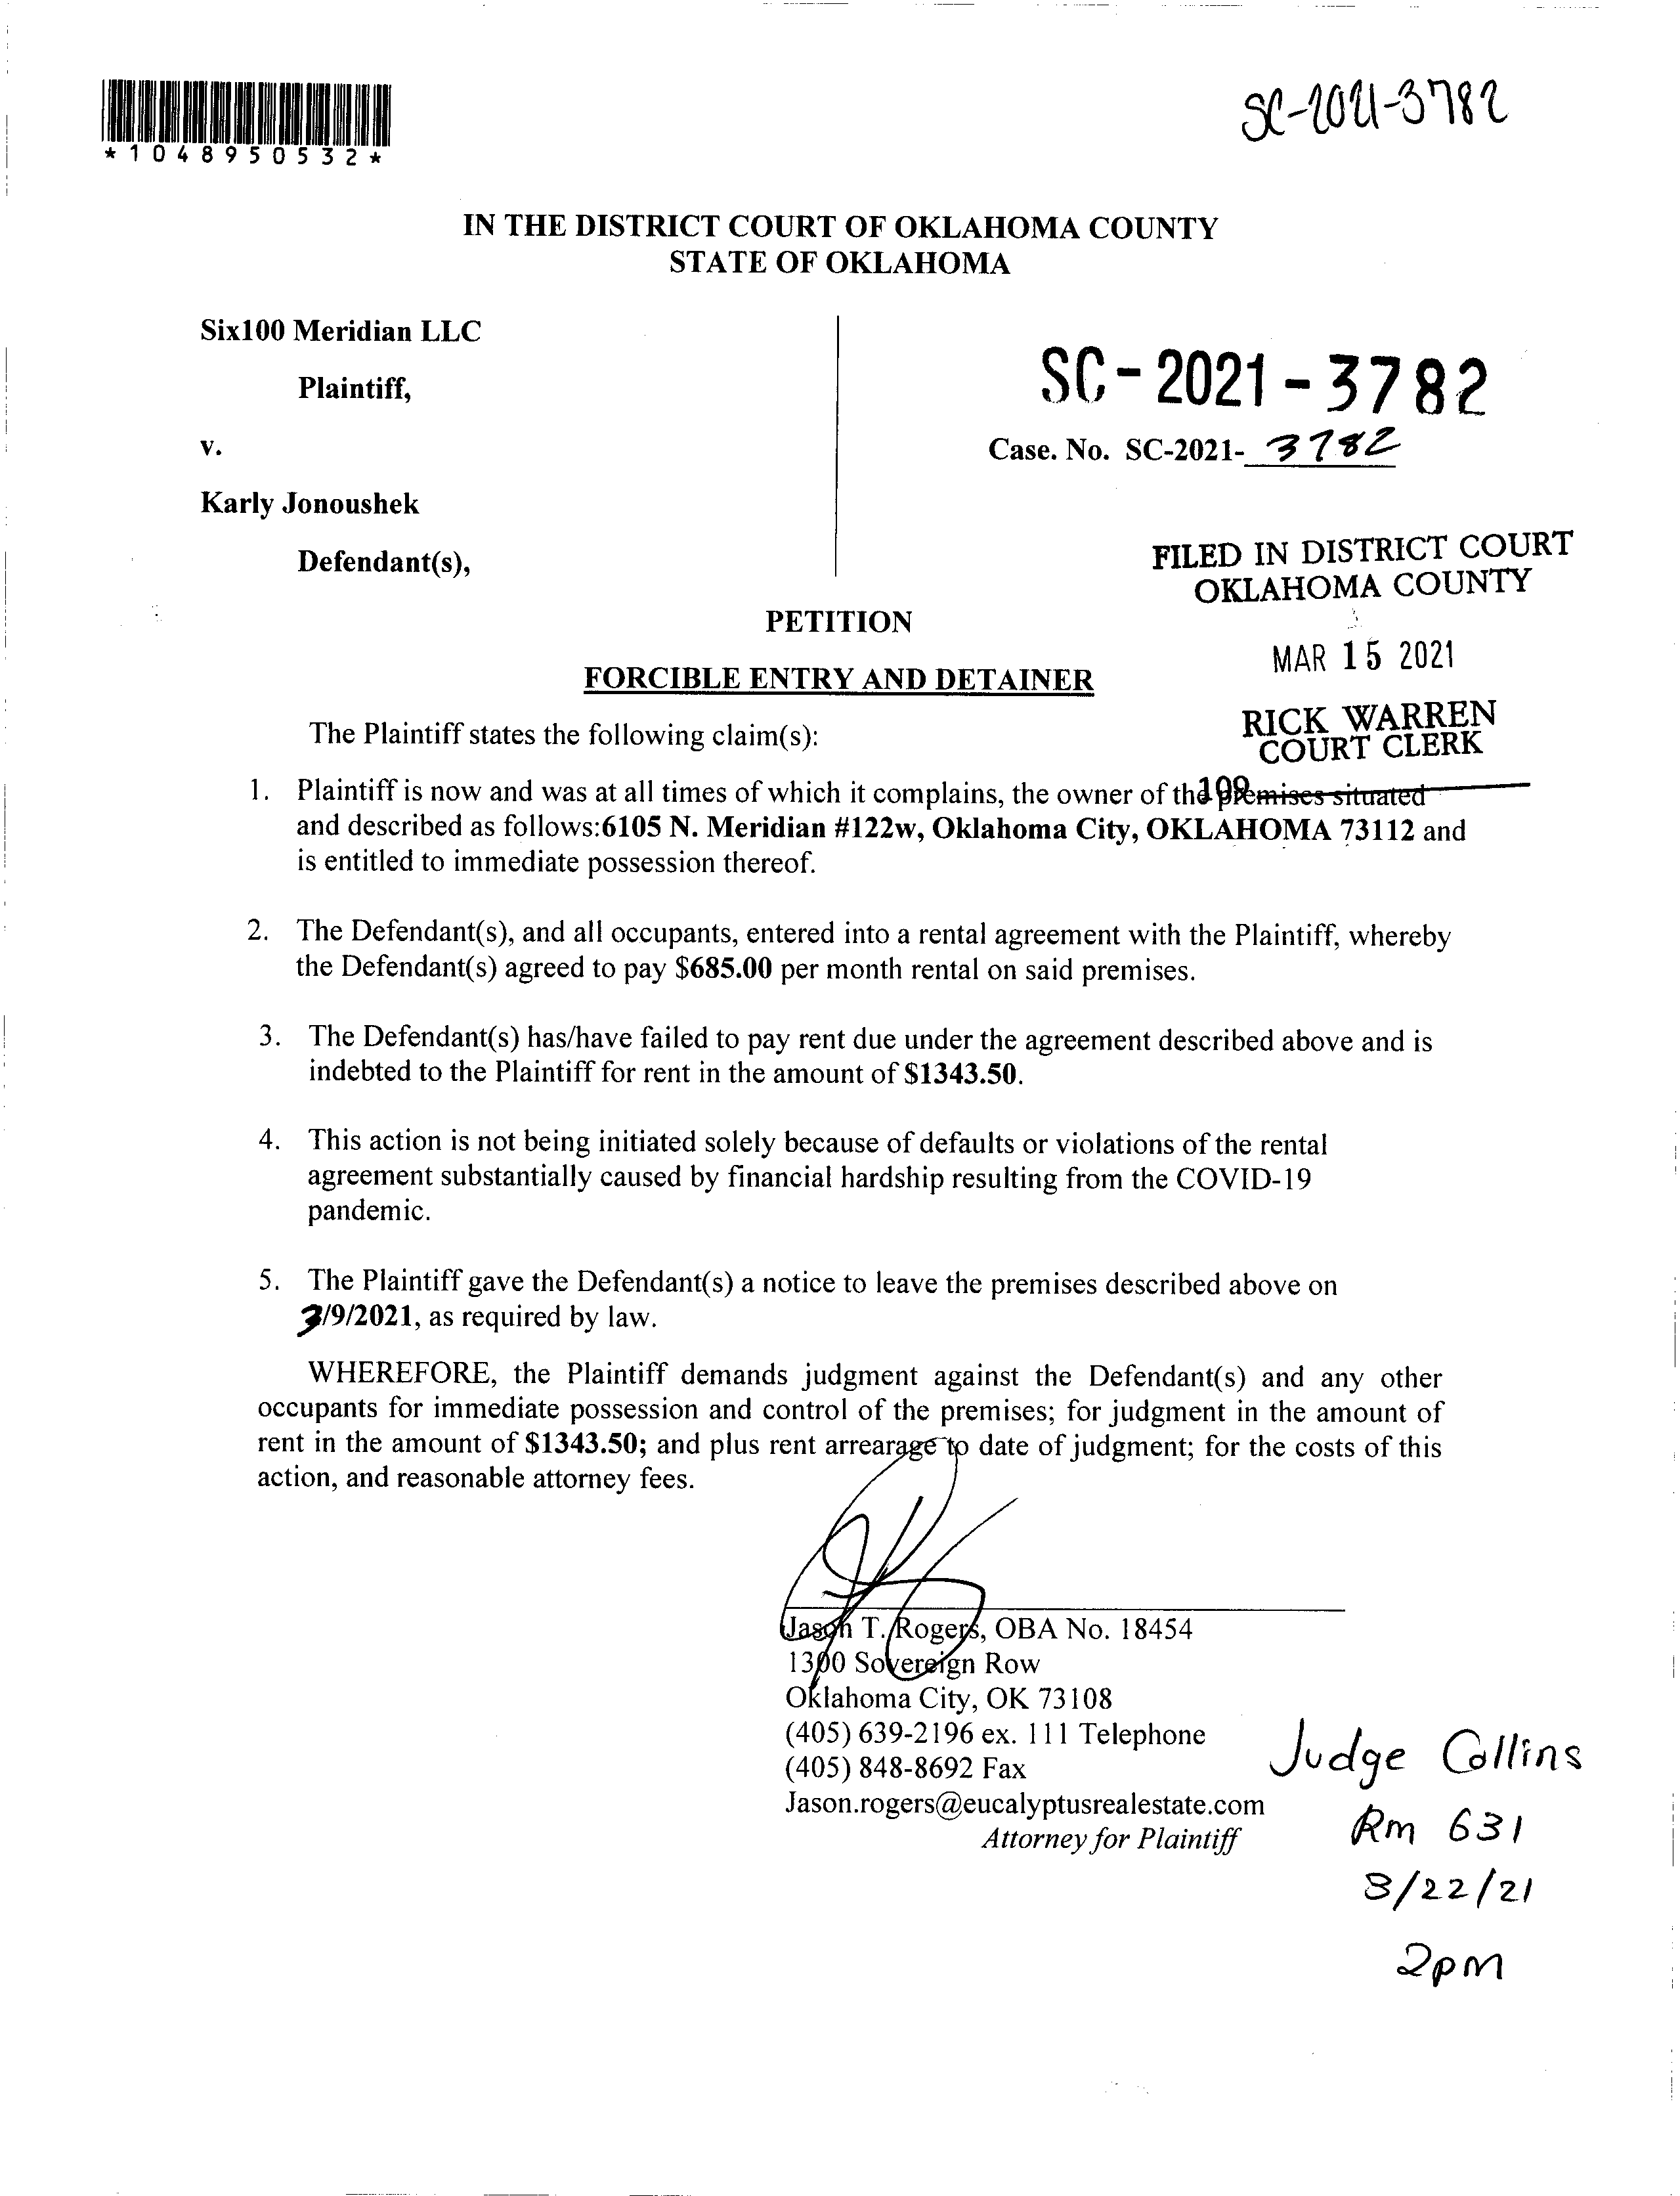 *1048950532*
SC-2021-3782
IN THE DISTRICT COURT OF OKLAHOMA COUNTY
STATE OF OKLAHOMA
Six100 Meridian LLC
Plaintiff,
v.
Karly Jonoushek
Defendant(s),
SC-2021-3782
Case. No. SC-2021- 3782
FILED IN DISTRICT COURT
OKLAHOMA COUNTY
MAR 15 2021
RICK WARREN
COURT CLERK
109
PETITION
FORCIBLE ENTRY AND DETAINER
The Plaintiff states the following claim(s):
1. Plaintiff is now and was at all times of which it complains, the owner of the premises situated
and described as follows:6105 N. Meridian #122w, Oklahoma City, OKLAHOMA 73112 and
is entitled to immediate possession thereof.
2. The Defendant(s), and all occupants, entered into a rental agreement with the Plaintiff, whereby
the Defendant(s) agreed to pay $685.00 per month rental on said premises.
3. The Defendant(s) has/have failed to pay rent due under the agreement described above and is
indebted to the Plaintiff for rent in the amount of $1343.50.
4. This action is not being initiated solely because of defaults or violations of the rental
agreement substantially caused by financial hardship resulting from the COVID-19
pandemic.
5. The Plaintiff gave the Defendant(s) a notice to leave the premises described above on
3/9/2021, as required by law.
WHEREFORE, the Plaintiff demands judgment against the Defendant(s) and any other
occupants for immediate possession and control of the premises; for judgment in the amount of
rent in the amount of $1343.50; and plus rent arrearage to date of judgment; for the costs of this
action, and reasonable attorney fees.
Jason T. Rogers, OBA No. 18454
1300 Sovereign Row
Oklahoma City, OK 73108
(405) 639-2196 ex. 111 Telephone
(405) 848-8692 Fax
Jason.rogers@eucalyptusrealestate.com
Attorney for Plaintiff
Judge Collins
Rm 631
3/22/21
2pm